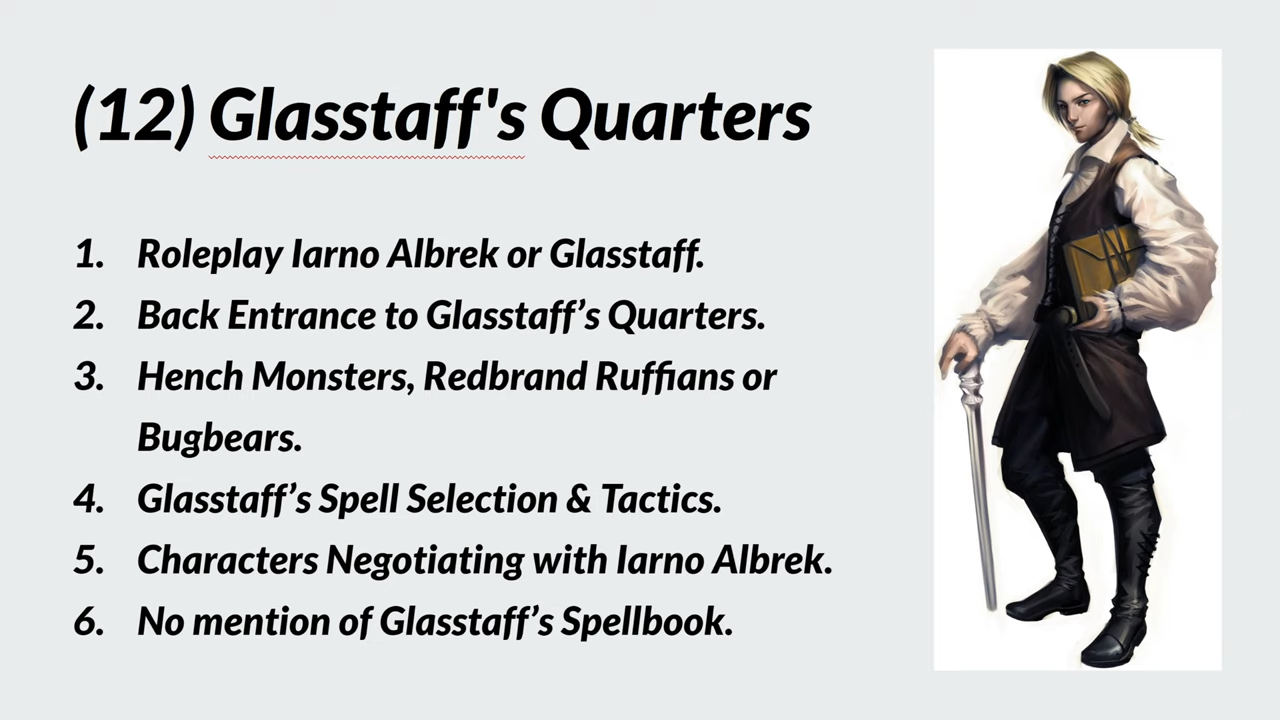 (12) Glasstaff's Quarters
1. Roleplay Iarno Albrek or Glasstaff.
2. Back Entrance to Glasstaff’s Quarters.
3. Hench Monsters, Redbrand Ruffians or
Bugbears.
4. Glasstaff’s Spell Selection & Tactics.
5. Characters Negotiating with Iarno Albrek.
6. No mention of Glasstaff’s Spellbook.